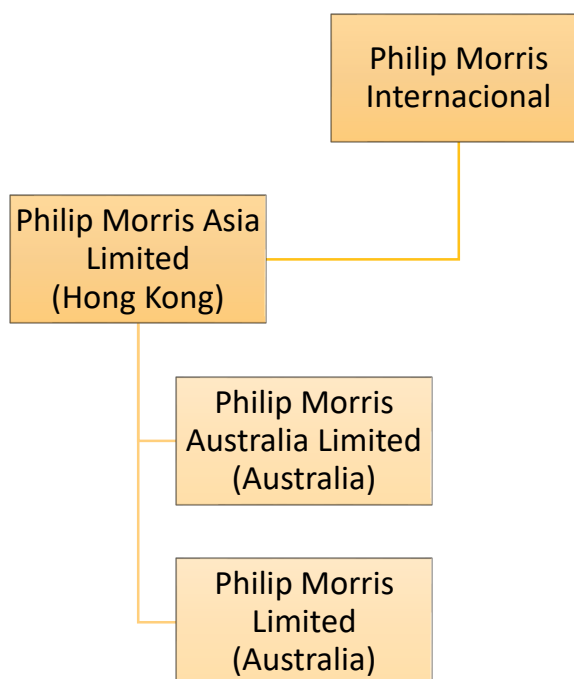 Philip Morris
Internacional
Philip Morris Asia
Limited
(Hong Kong)
Philip Morris
Australia Limited
(Australia)
Philip Morris
Limited
(Australia)